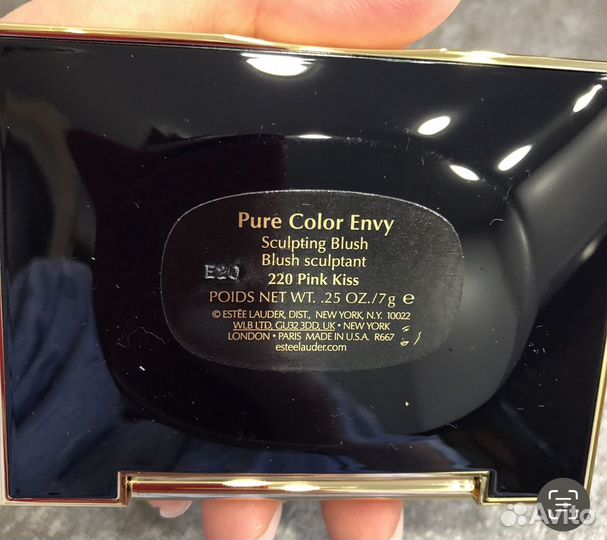 Pure Color Envy
Sculpting Blush
Blush sculptant
E20
220 Pink Kiss
POIDS NET WT. .25 OZ./7g ℮
© ESTĒE LAUDER, DIST., NEW YORK, N.Y. 10022
WLB LTD, GU32 3DD, UK • NEW YORK
LONDON • PARIS MADE IN U.S.A. R667
esteelauder.com
Avito